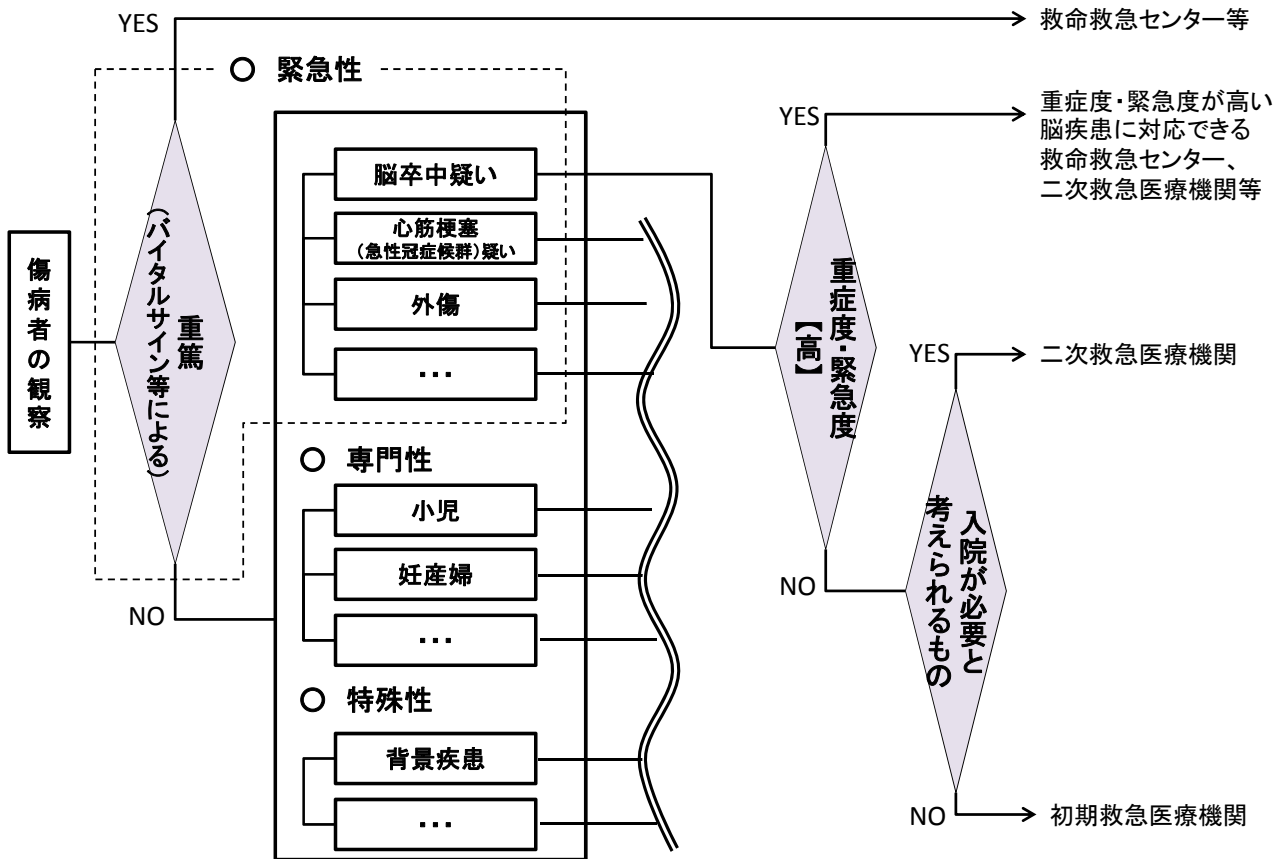 YES
救命救急センター等
○ 緊急性
重症度・緊急度が高い
脳疾患に対応できる
救命救急センター、
二次救急医療機関等
YES
脳卒中疑い
心筋梗塞
（急性冠症候群）疑い
外傷
・・・
傷病者の観察
重篤
（バイタルサイン等による）
重症度・緊急度
【高】
YES
二次救急医療機関
○ 専門性
小児
妊産婦
・・・
NO
NO
入院が必要と
考えられるもの
○ 特殊性
背景疾患
・・・
NO
初期救急医療機関